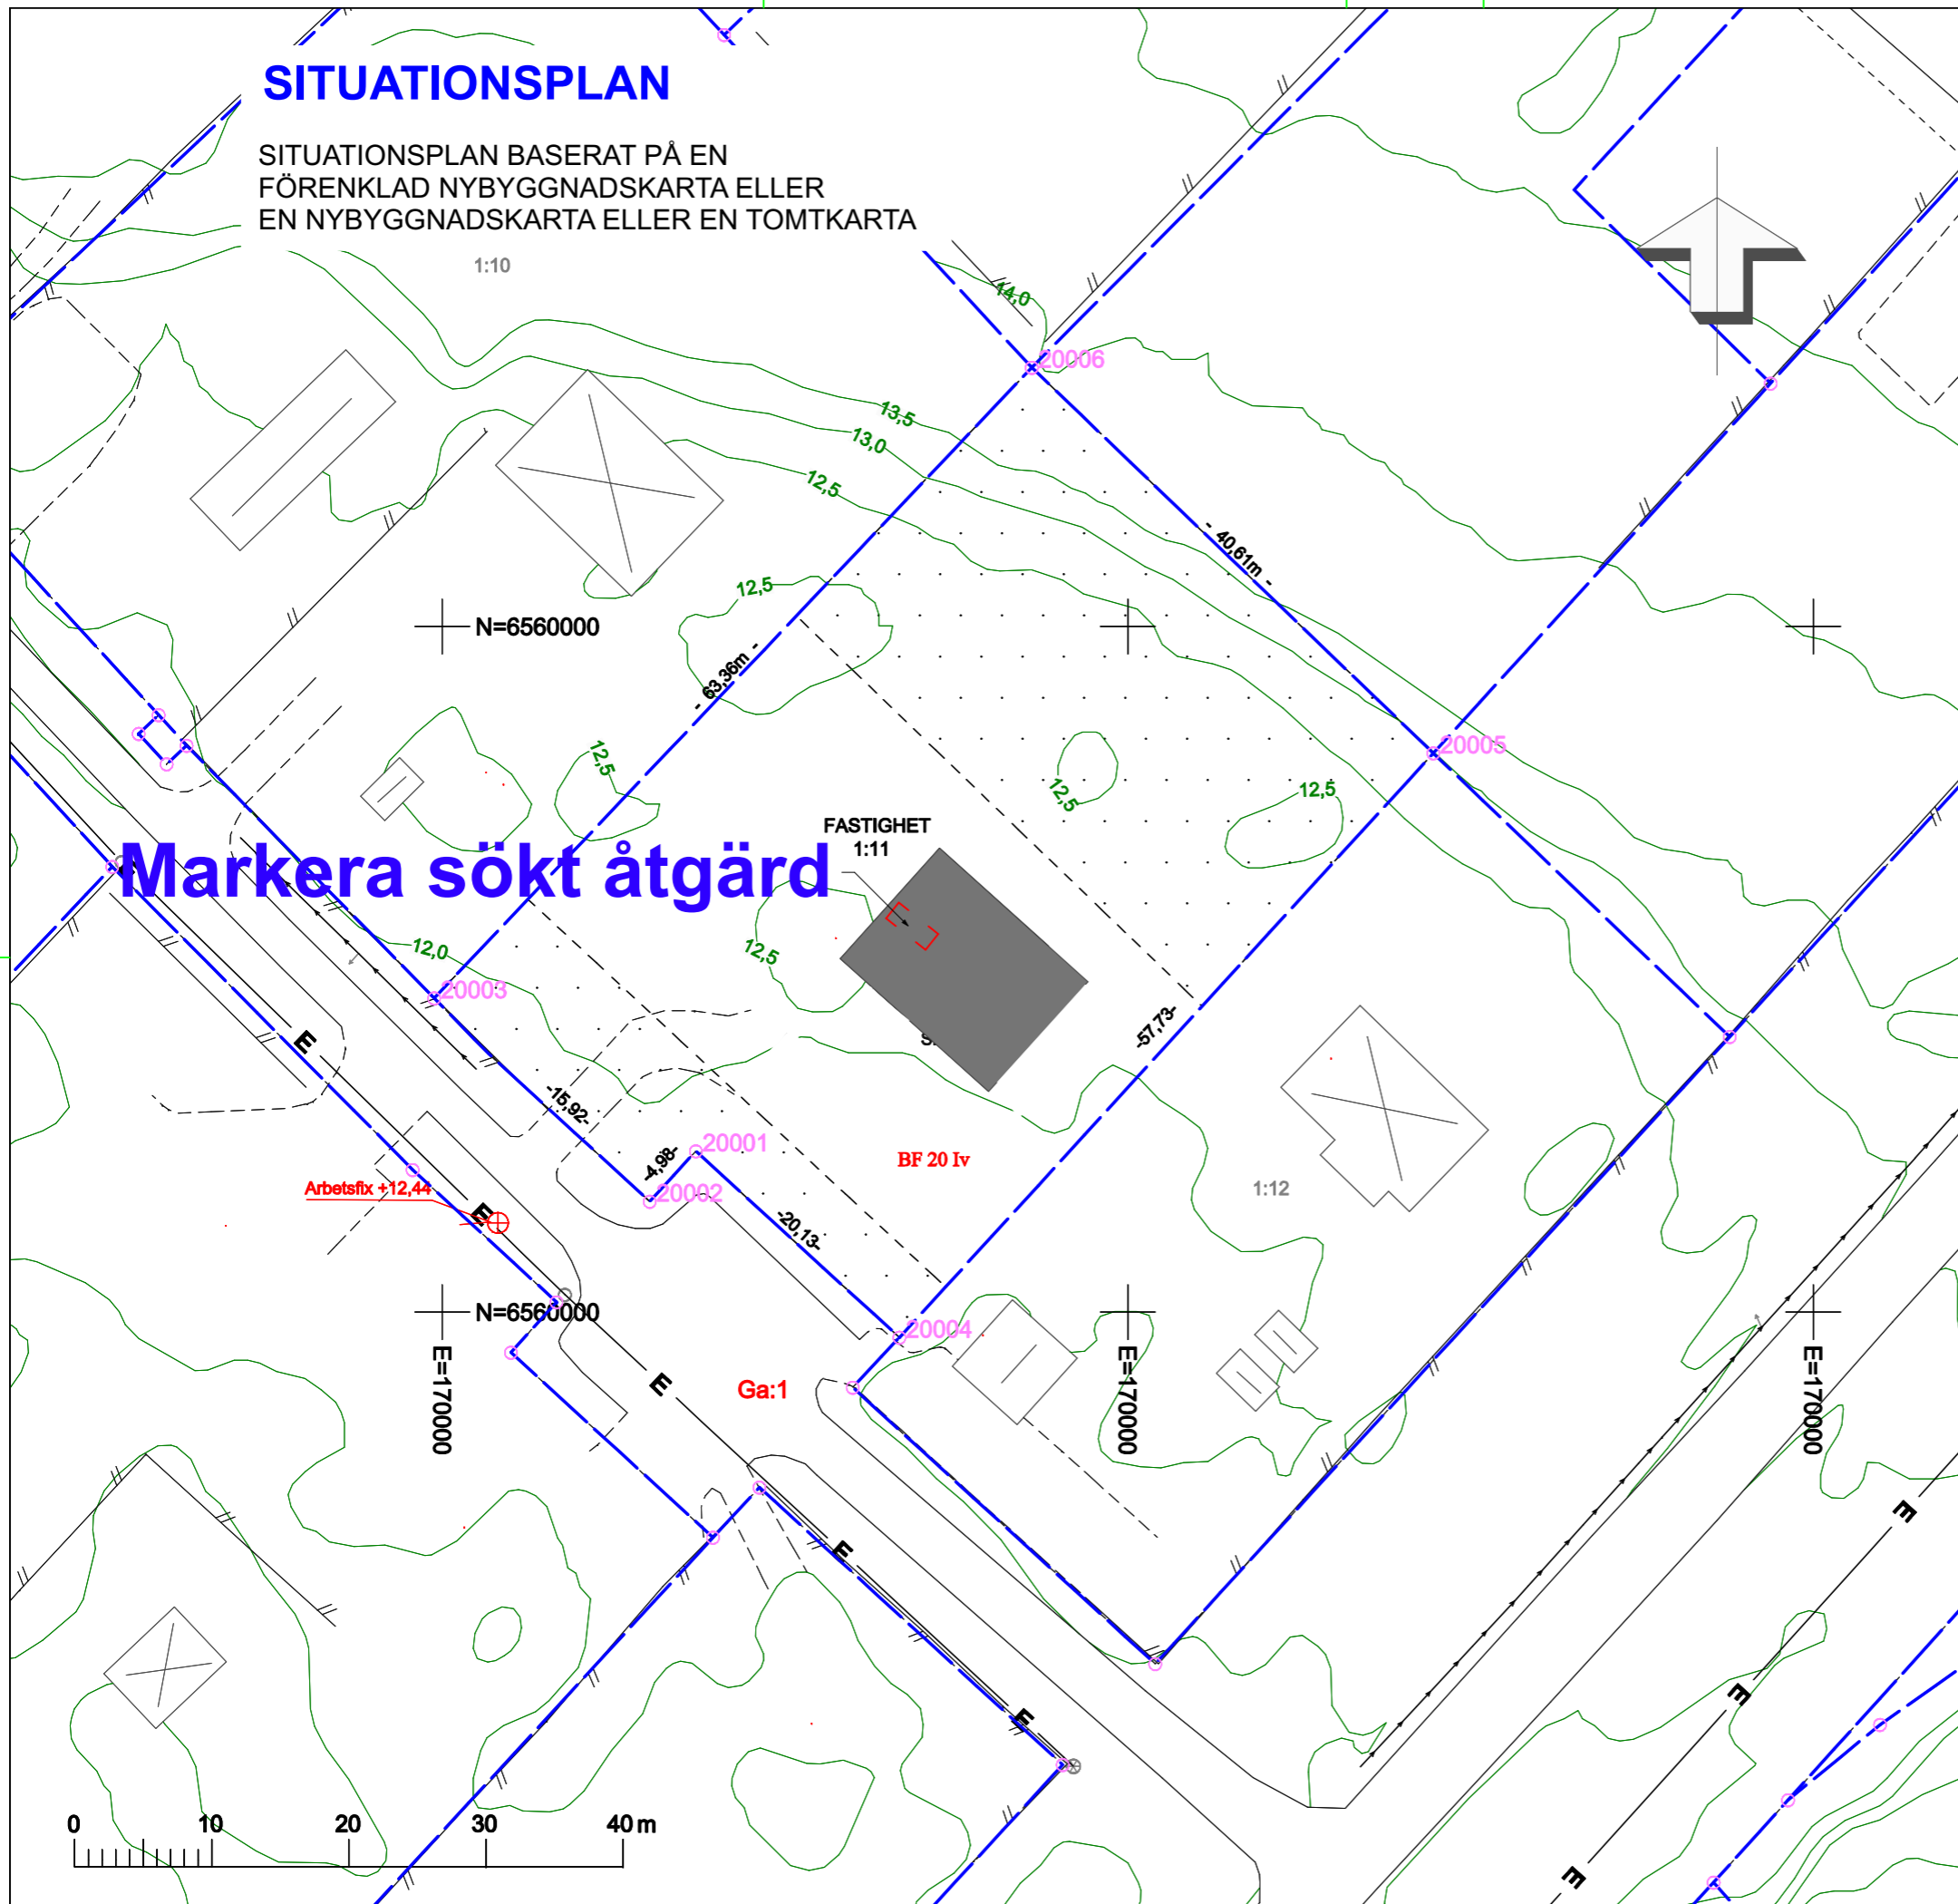 SITUATIONSPLAN
SITUATIONSPLAN BASERAT PÅ EN
FÖRENKLAD NYBYGGNADSKARTA ELLER
EN NYBYGGNADSKARTA ELLER EN TOMTKARTA
1:10
14,0
20006
13,5
13,0
12,5
- 40,61m -
12,5
N=6560000
- 63,36m -
20005
12,5
12,5
12,5
FASTIGHET
1:11
Markera sökt åtgärd
12,0
12,5
20003
E
-57,73-
-15,92-
-4,98-
20001
BF 20 Iv
20002
1:12
Arbetsfix +12,44
E
-20,13-
N=6560000
20004
E=170000
E=170000
E=170000
E
Ga:1
E
E
E
E
E
0 10 20 30 40 m